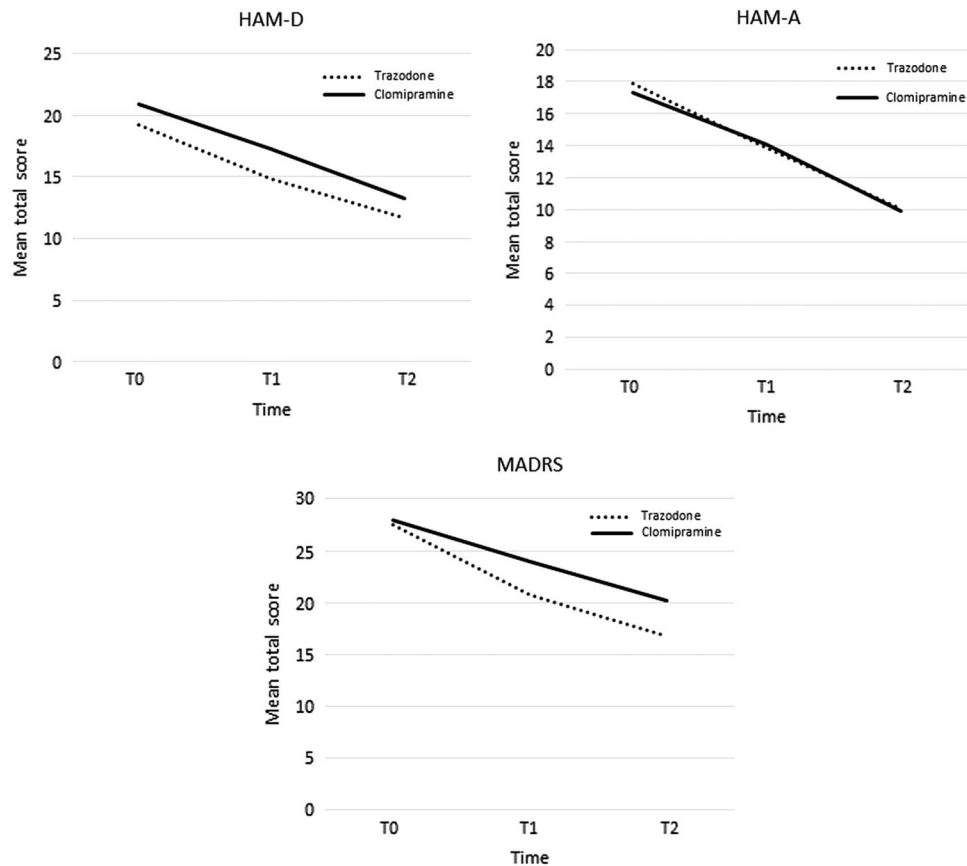 HAM-D
25
20
15
10
5
0
Mean total score
Trazodone
Clomipramine
T0
T1
T2
Time
HAM-A
20
18
16
14
12
10
8
6
4
2
0
Mean total score
Trazodone
Clomipramine
T0
T1
T2
Time
MADRS
30
25
20
15
10
5
0
Mean total score
Trazodone
Clomipramine
T0
T1
T2
Time